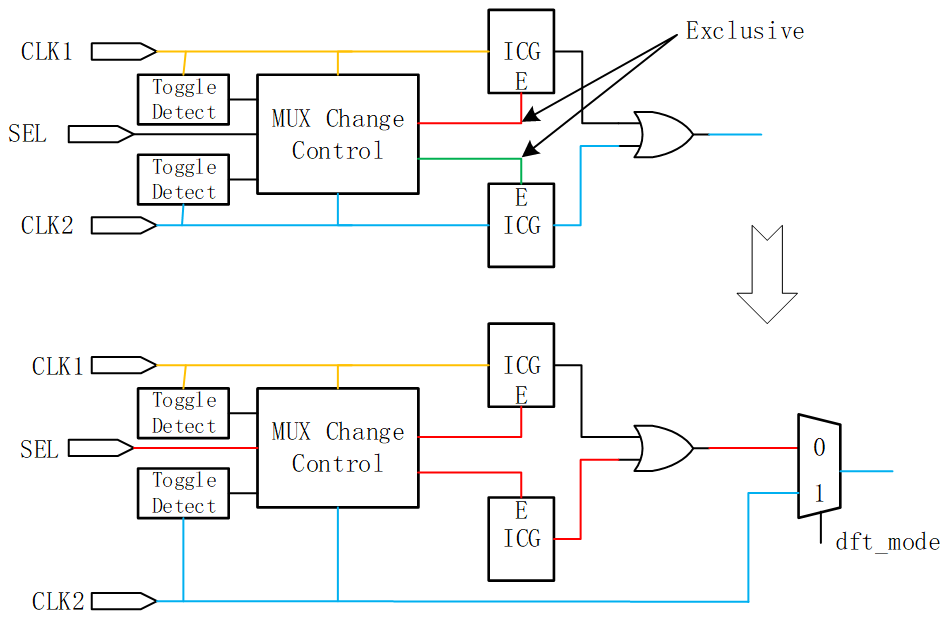 CLK1
ICG
E
Exclusive
Toggle
Detect
MUX Change
Control
SEL
Toggle
Detect
E
ICG
CLK2
CLK1
ICG
E
Toggle
Detect
MUX Change
Control
SEL
0
Toggle
Detect
1
E
ICG
dft_mode
CLK2